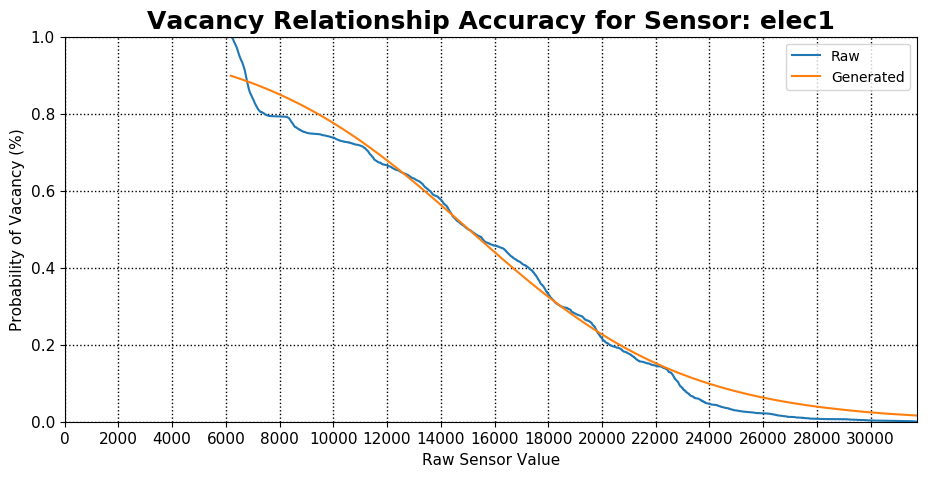 Vacancy Relationship Accuracy for Sensor: elec1
Raw
Generated
Probability of Vacancy (%)
1.0
0.8
0.6
0.4
0.2
0.0
0 2000 4000 6000 8000 10000 12000 14000 16000 18000 20000 22000 24000 26000 28000 30000
Raw Sensor Value